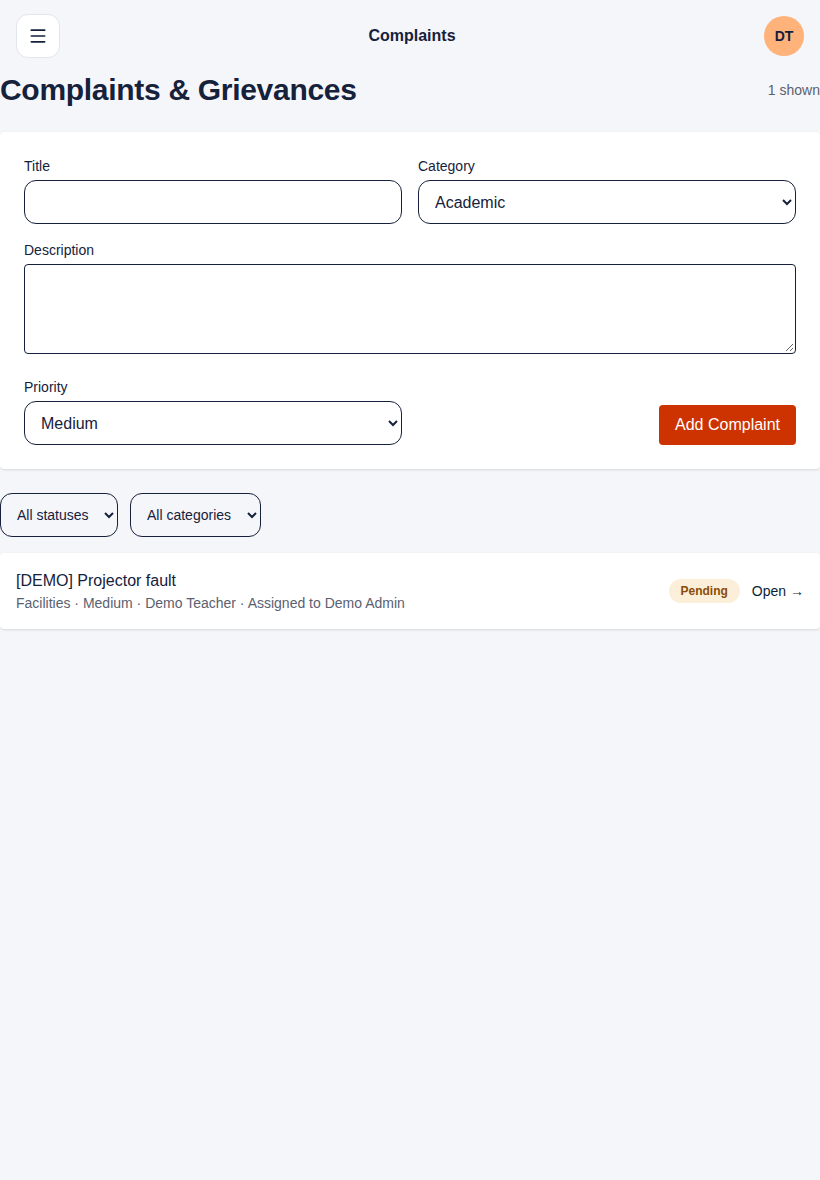 ☰ Complaints DT
Complaints & Grievances 1 shown
Title Category
Academic
Description
Priority
Medium Add Complaint
All statuses All categories
[DEMO] Projector fault
Facilities · Medium · Demo Teacher · Assigned to Demo Admin
Pending Open →